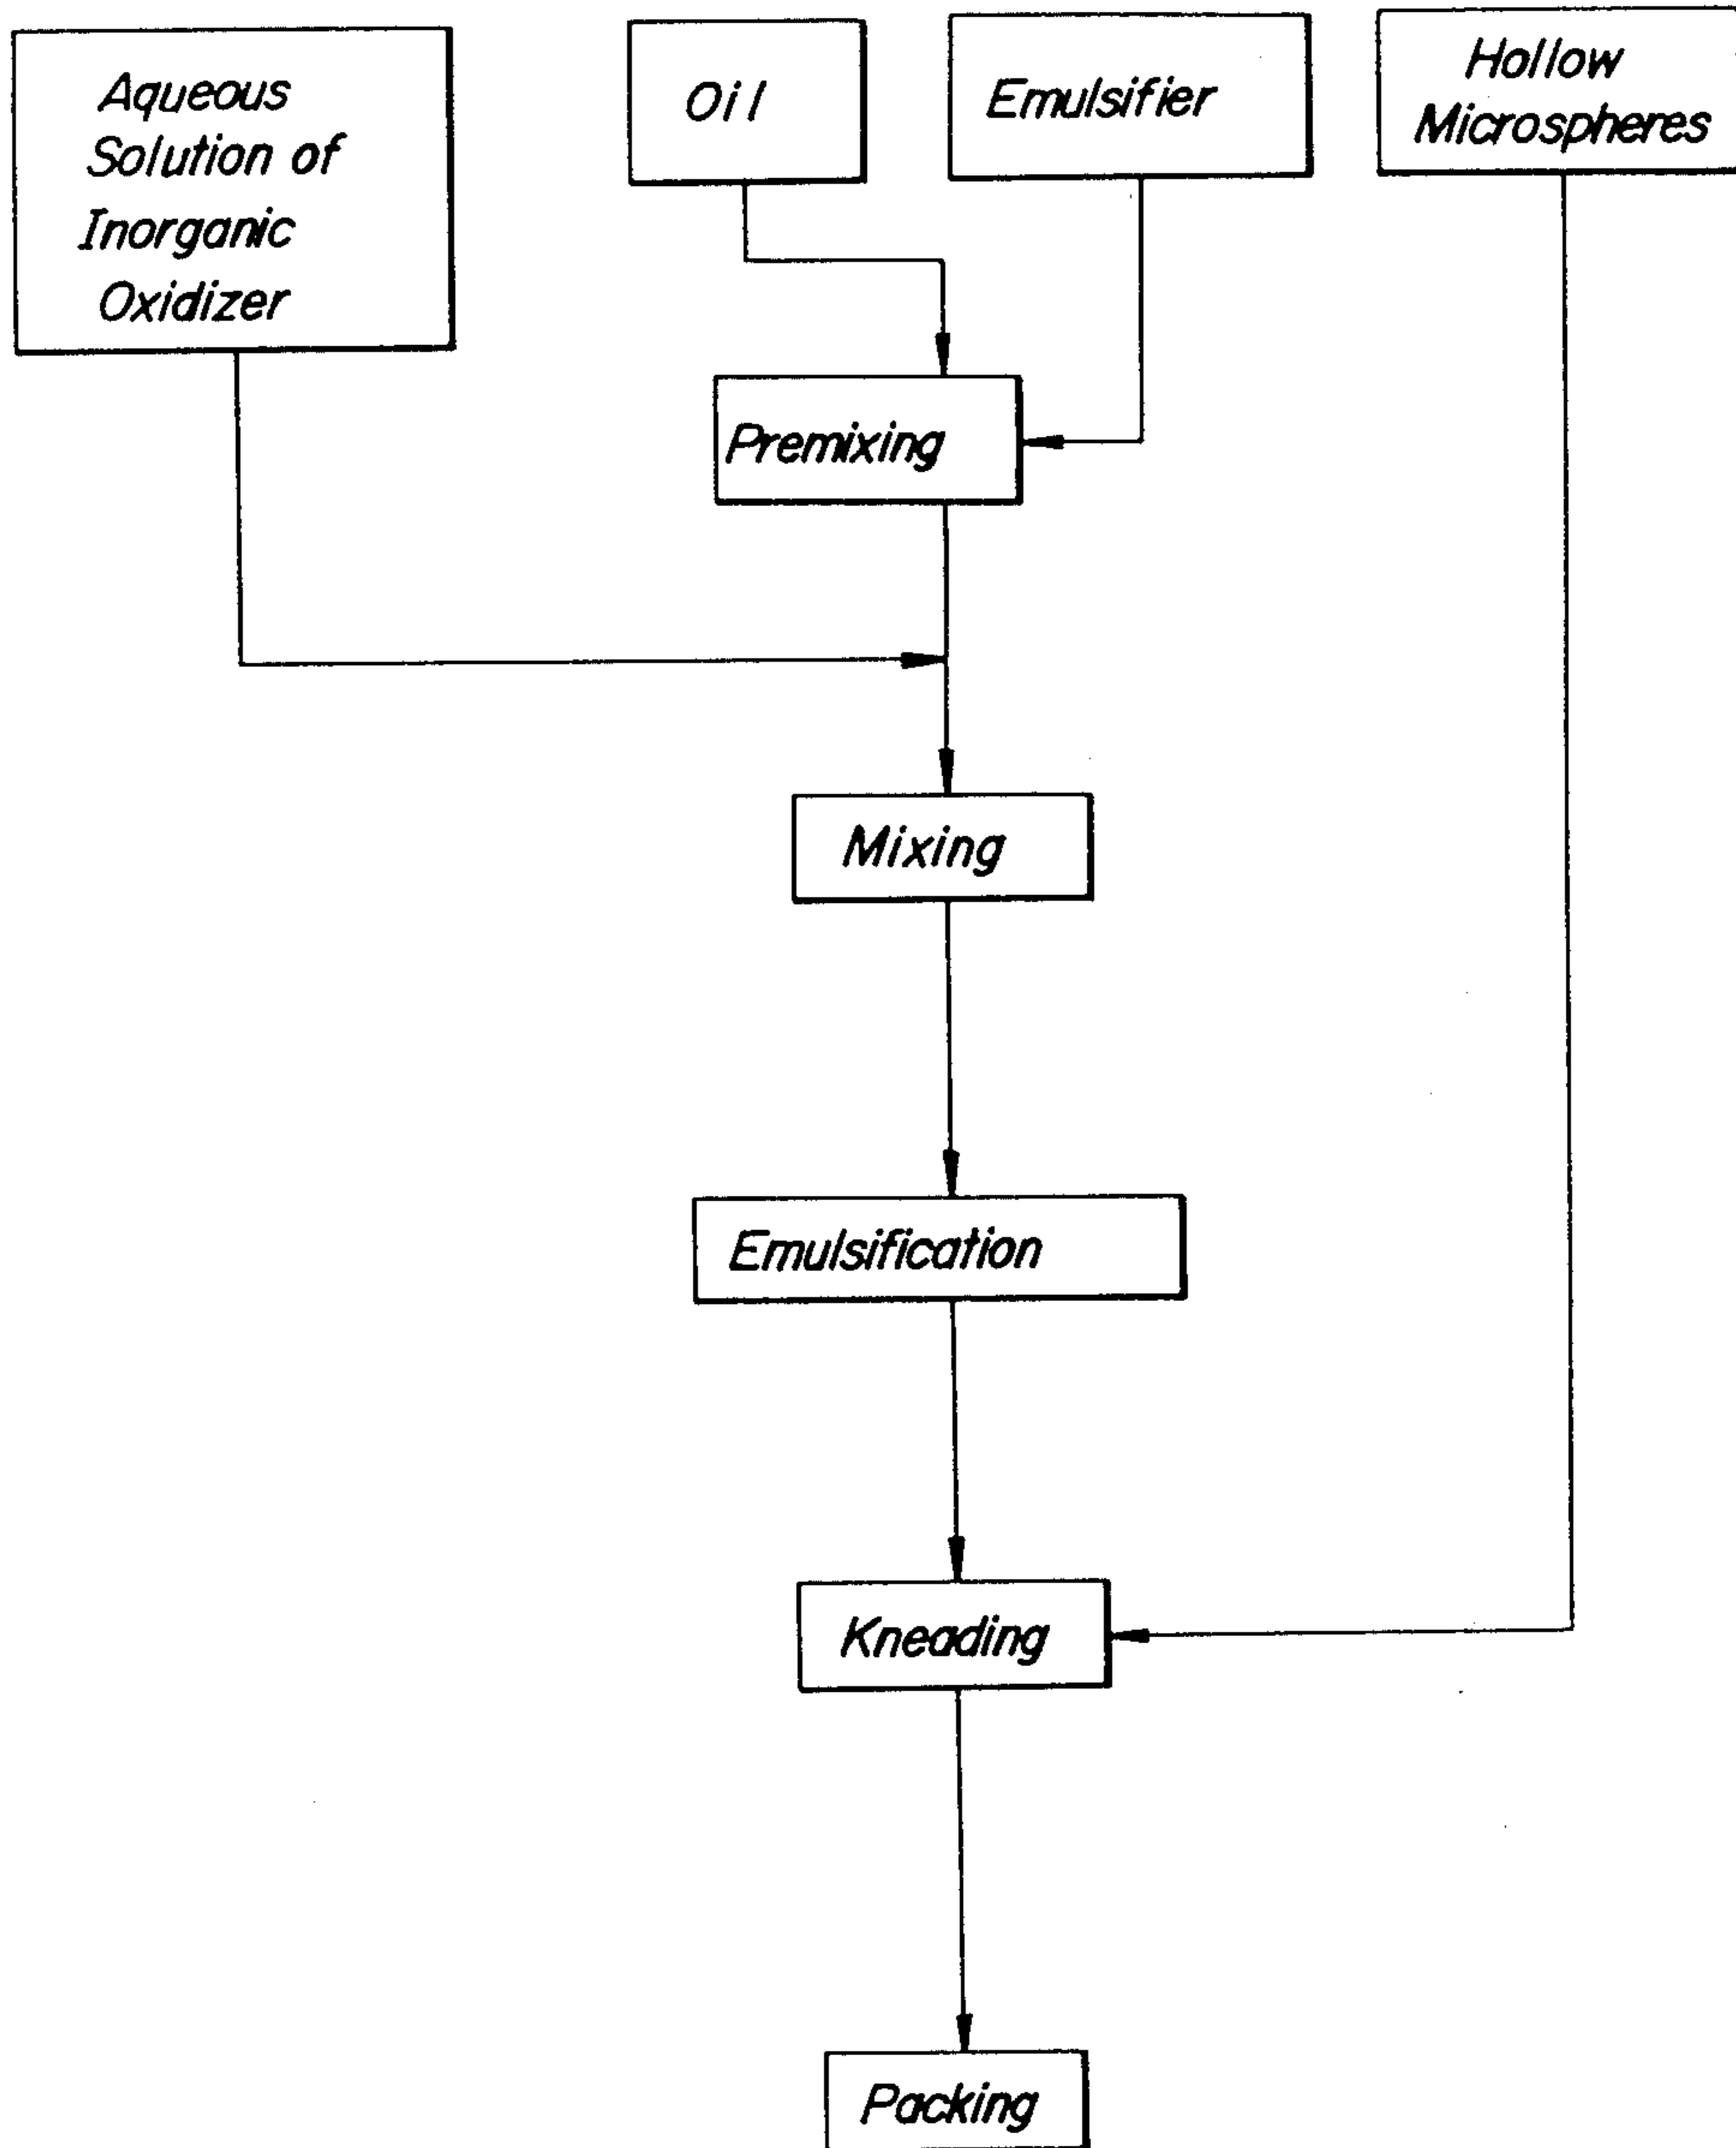 Aqueous
Solution of
Inorganic
Oxidizer
Oil
Emulsifier
Hollow
Microspheres
Premixing
Mixing
Emulsification
Kneading
Packing